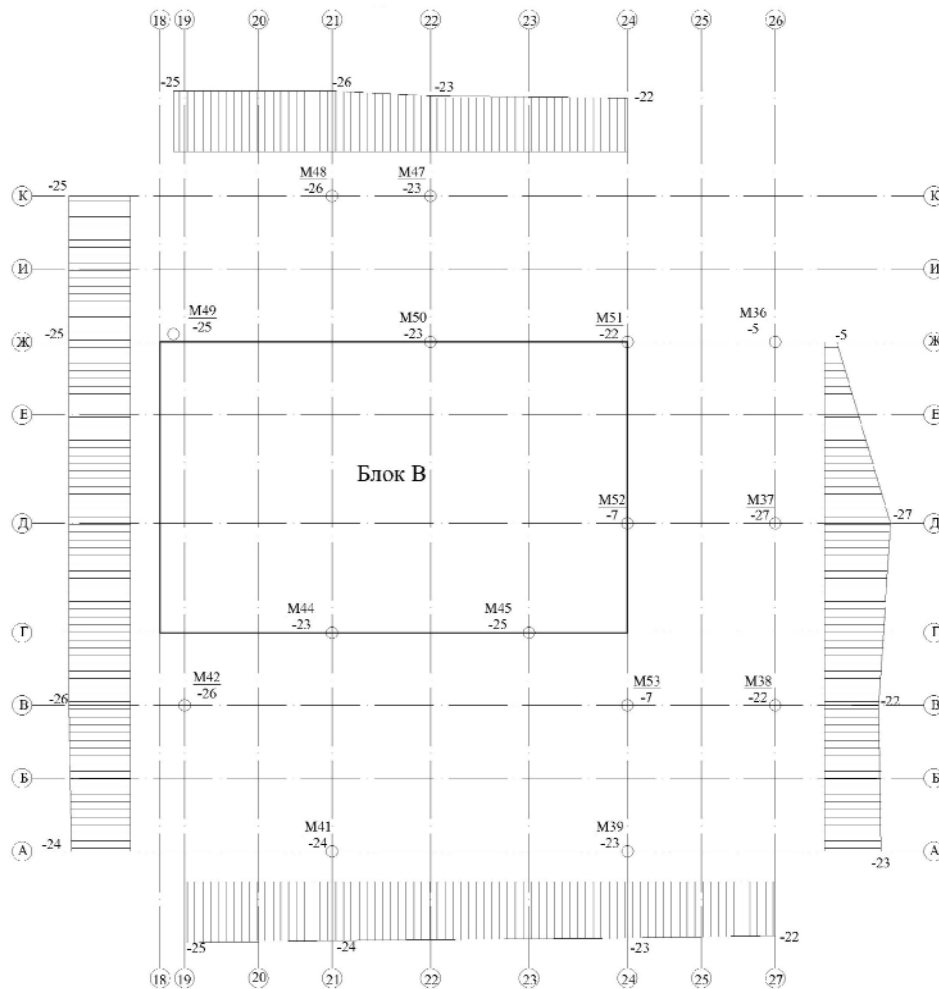 18 19 20 21 22 23 24 25 26
-25 -26 -23 -22
М48 М47
-25 -26 -23
К К
И И
М49 М50 М51 М36
-25 -25 -23 -22 -5 -5
Ж Ж
Е Е
Блок В
М52 М37
-7 -27 -27
Д Д
М44 М45
-23 -25
Г Г
М42 М53 М38
-26 -26 -7 -22 -22
В В
Б Б
М41 М39
-24 -24 -23
А А
-23
-25 -24 -23 -22
18 19 20 21 22 23 24 25 27